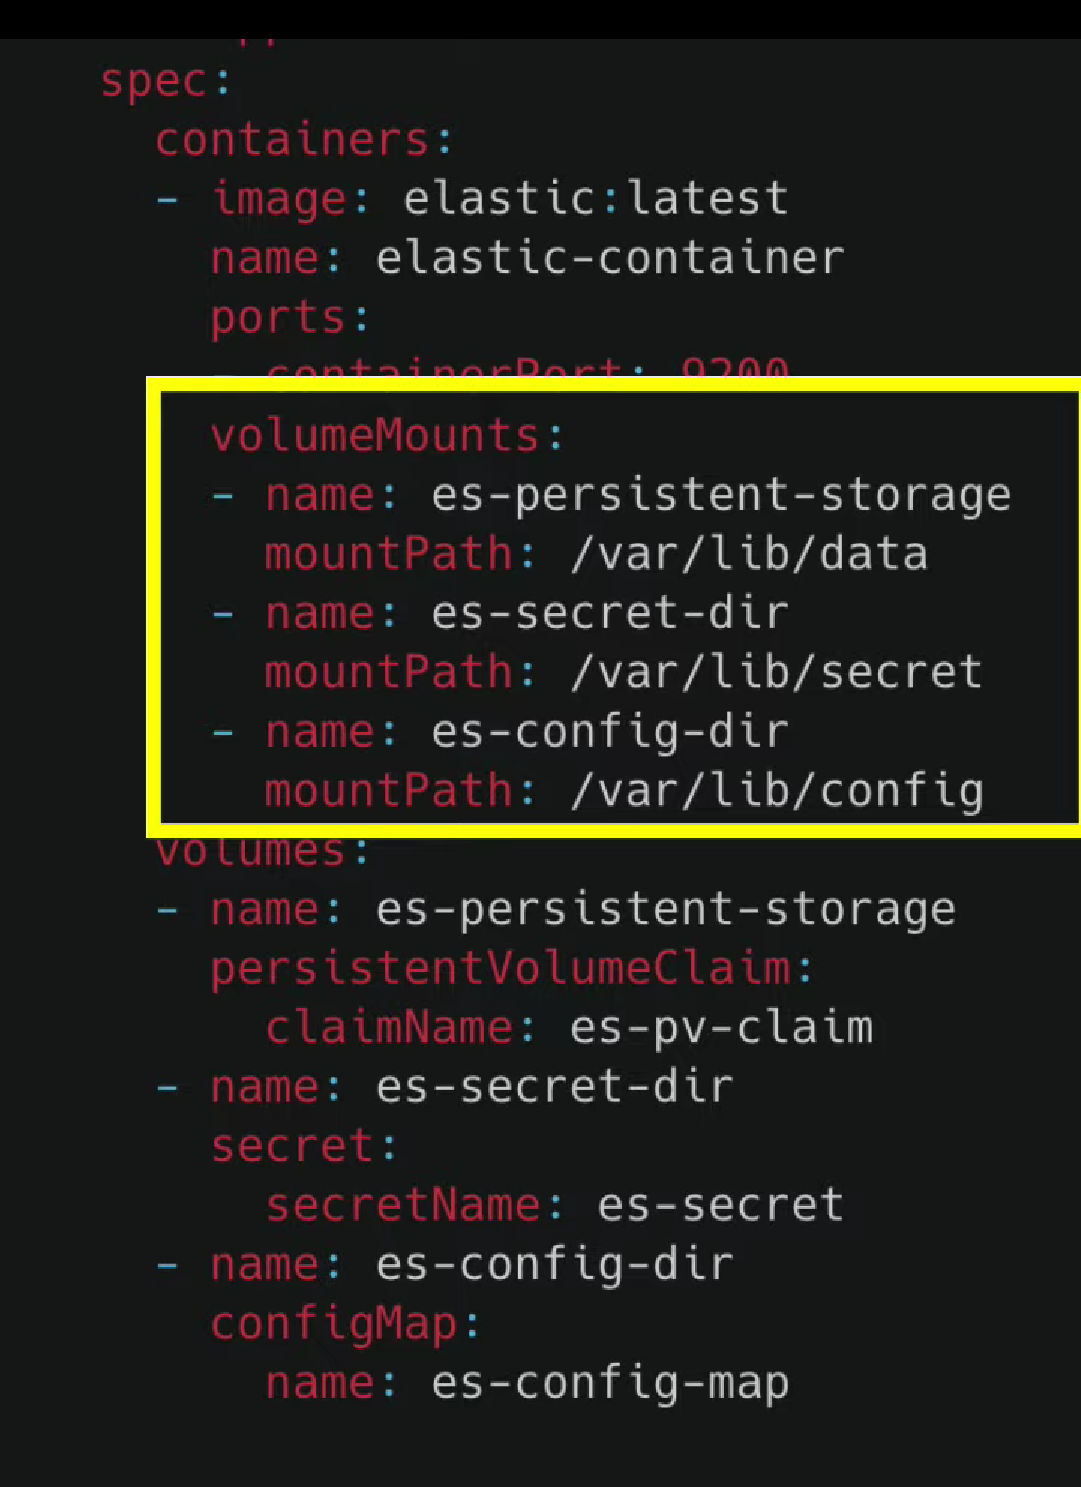 spec:
  containers:
  - image: elastic:latest
    name: elastic-container
    ports:
    - containerPort: 9200
    volumeMounts:
    - name: es-persistent-storage
      mountPath: /var/lib/data
    - name: es-secret-dir
      mountPath: /var/lib/secret
    - name: es-config-dir
      mountPath: /var/lib/config
  volumes:
  - name: es-persistent-storage
    persistentVolumeClaim:
      claimName: es-pv-claim
  - name: es-secret-dir
    secret:
      secretName: es-secret
  - name: es-config-dir
    configMap:
      name: es-config-map